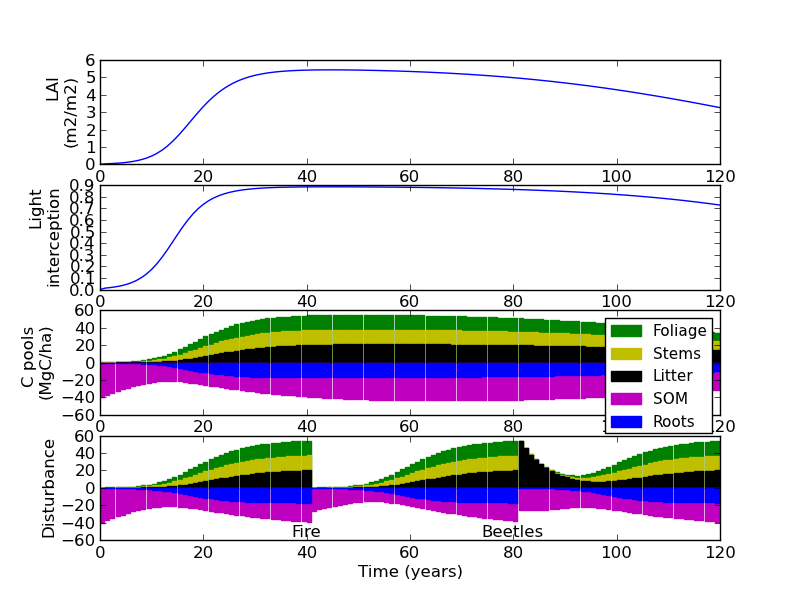 6
5
4
3
2
1
0
LAI
(m2/m2)
0 20 40 60 80 100 120
0.9
0.8
0.7
0.6
0.5
0.4
0.3
0.2
0.1
0.0
Light
interception
0 20 40 60 80 100 120
60
40
20
0
−20
−40
−60
C pools
(MgC/ha)
Foliage
Stems
Litter
SOM
Roots
0 20 40 60 80 100 120
60
40
20
0
−20
−40
−60
Disturbance
Fire
Beetles
0 20 40 60 80 100 120
Time (years)